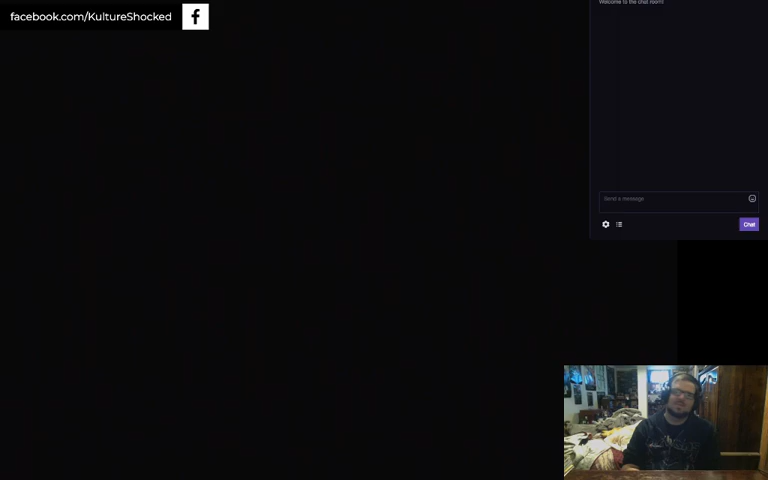 facebook.com/KultureShocked
f
Welcome to the chat room!
Send a message
Chat